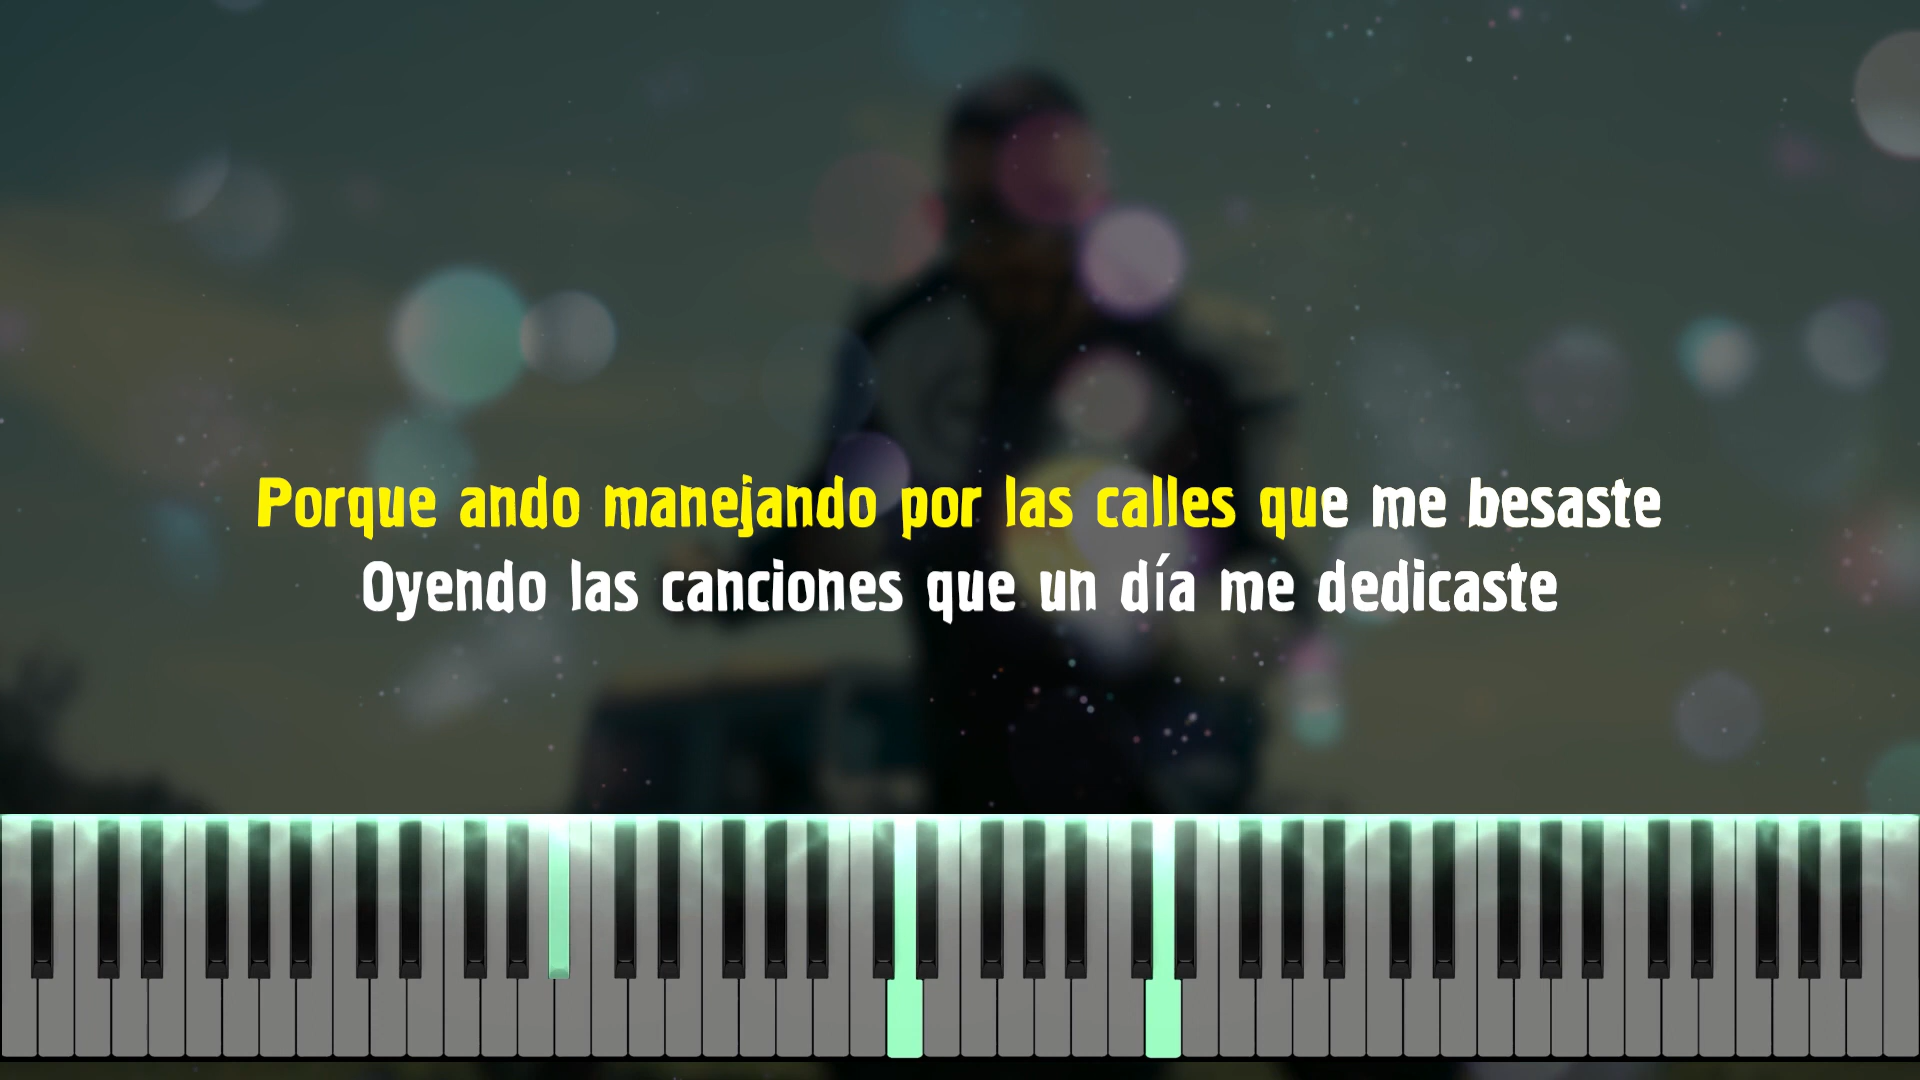 Porque ando manejando por las calles que me besaste
Oyendo las canciones que un día me dedicaste